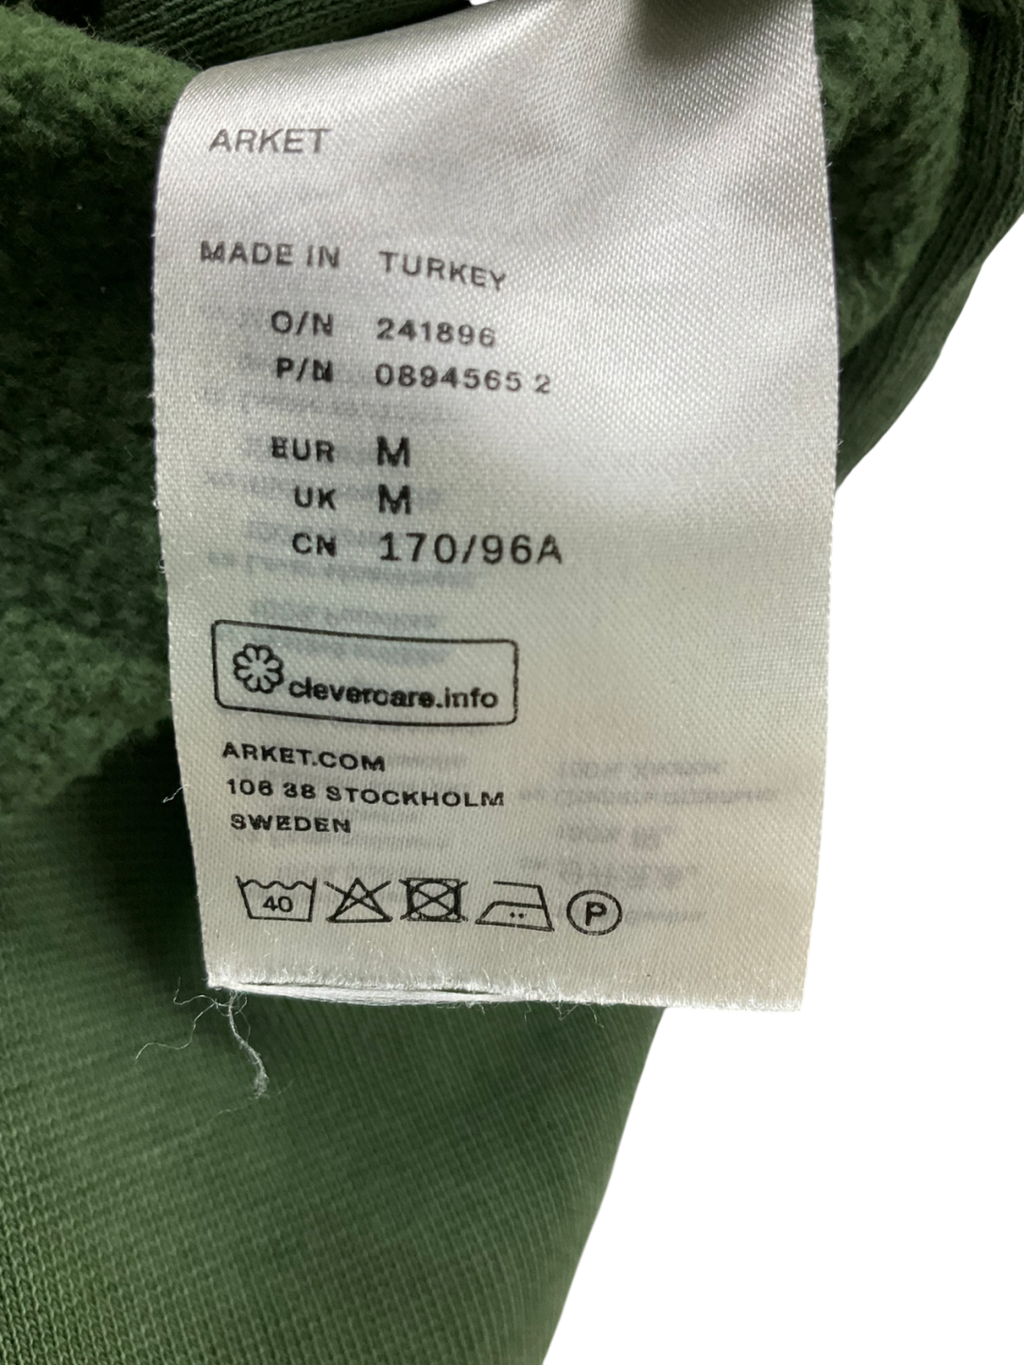 ARKET
MADE IN TURKEY
O/N 241896
P/N 0894565 2
EUR M
UK M
CN 170/96A
clevercare.info
ARKET.COM
106 38 STOCKHOLM
SWEDEN
40
P